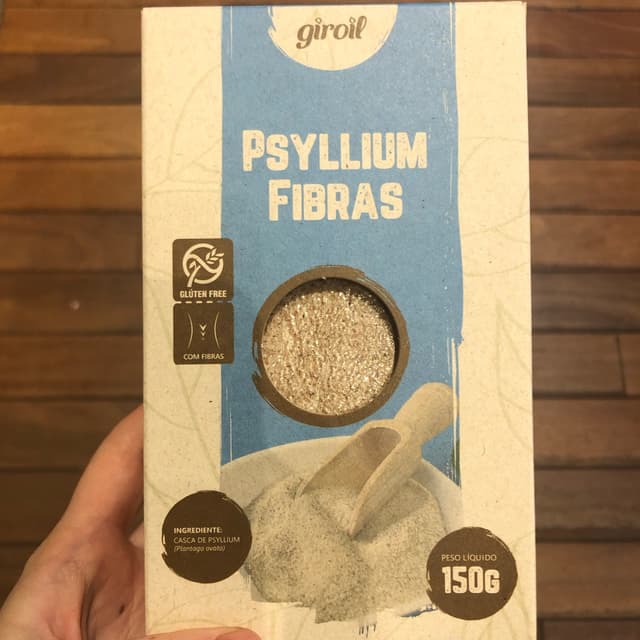 giroil
PSYLLIUM
FIBRAS
GLÚTEN FREE
COM FIBRAS
INGREDIENTE:
CASCA DE PSYLLIUM
(Plantago ovata)
PESO LÍQUIDO
150G